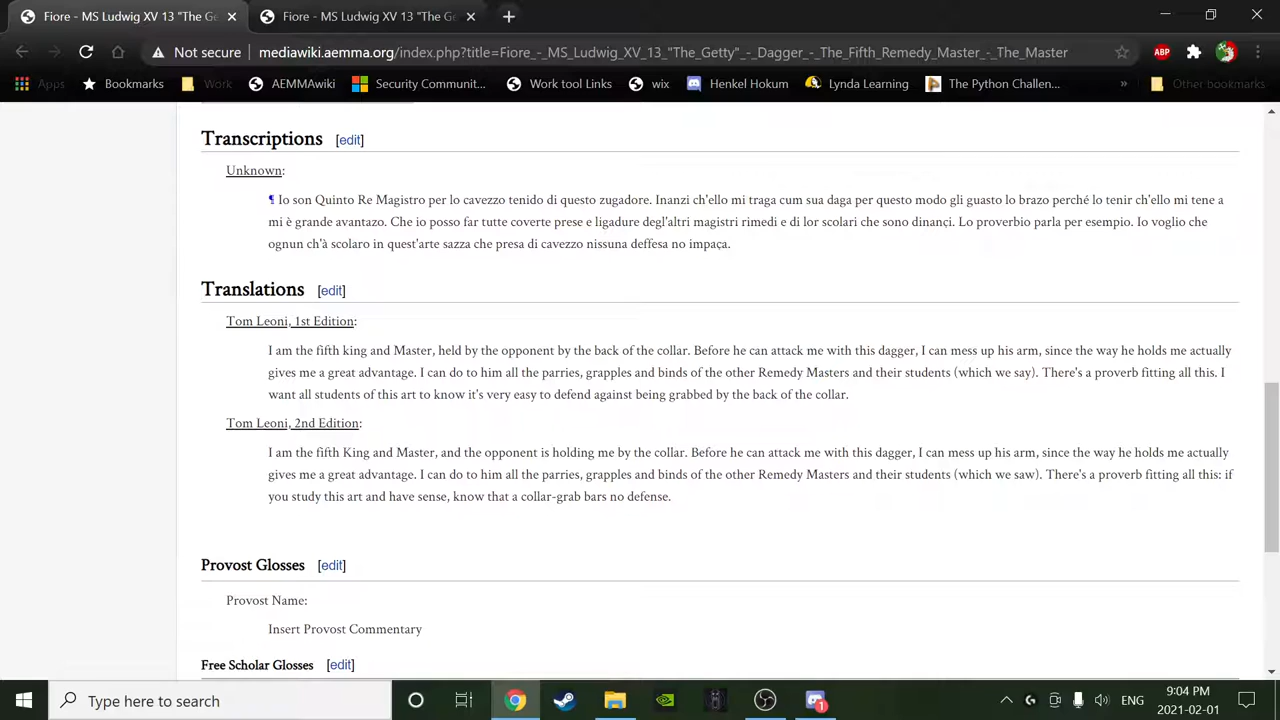 Fiore - MS Ludwig XV 13 "The Ge
Fiore - MS Ludwig XV 13 "The Get
Not secure
mediawiki.aemma.org/index.php?title=Fiore_-_MS_Ludwig_XV_13_"The_Getty"_-_Dagger_-_The_Fifth_Remedy_Master_-_The_Master
ABP
Apps
Bookmarks
Work
AEMMAwiki
Security Communit...
Work tool Links
wix
Henkel Hokum
Lynda Learning
The Python Challen...
»
Other bookmarks
Transcriptions [edit]
Unknown:
¶ Io son Quinto Re Magistro per lo cavezzo tenido di questo zugadore. Inanzi ch'ello mi traga cum sua daga per questo modo gli guasto lo brazo perché lo tenir ch'ello mi tene a
mi è grande avantazo. Che io posso far tutte coverte prese e ligadure degl'altri magistri rimedi e di lor scolari che sono dinançi. Lo proverbio parla per esempio. Io voglio che
ognun ch'à scolaro in quest'arte sazza che presa di cavezzo nissuna deffesa no impaça.
Translations [edit]
Tom Leoni, 1st Edition:
I am the fifth king and Master, held by the opponent by the back of the collar. Before he can attack me with this dagger, I can mess up his arm, since the way he holds me actually
gives me a great advantage. I can do to him all the parries, grapples and binds of the other Remedy Masters and their students (which we say). There's a proverb fitting all this. I
want all students of this art to know it's very easy to defend against being grabbed by the back of the collar.
Tom Leoni, 2nd Edition:
I am the fifth King and Master, and the opponent is holding me by the collar. Before he can attack me with this dagger, I can mess up his arm, since the way he holds me actually
gives me a great advantage. I can do to him all the parries, grapples and binds of the other Remedy Masters and their students (which we saw). There's a proverb fitting all this: if
you study this art and have sense, know that a collar-grab bars no defense.
Provost Glosses [edit]
Provost Name:
Insert Provost Commentary
Free Scholar Glosses [edit]
Type here to search
1
ENG
9:04 PM
2021-02-01